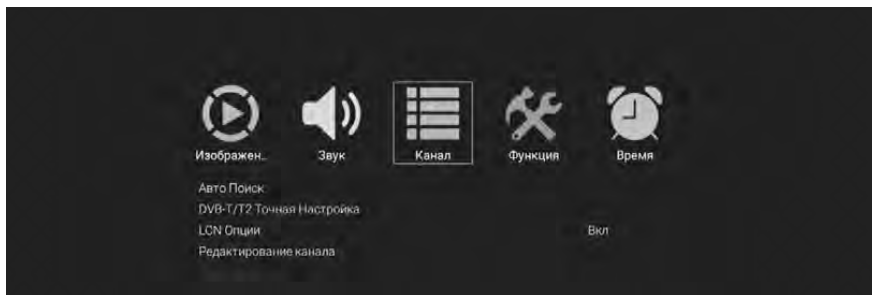 Изображен..
Звук
Канал
Функция
Время
Авто Поиск
DVB-T/T2 Точная Настройка
LCN Опции Вкл
Редактирование канала